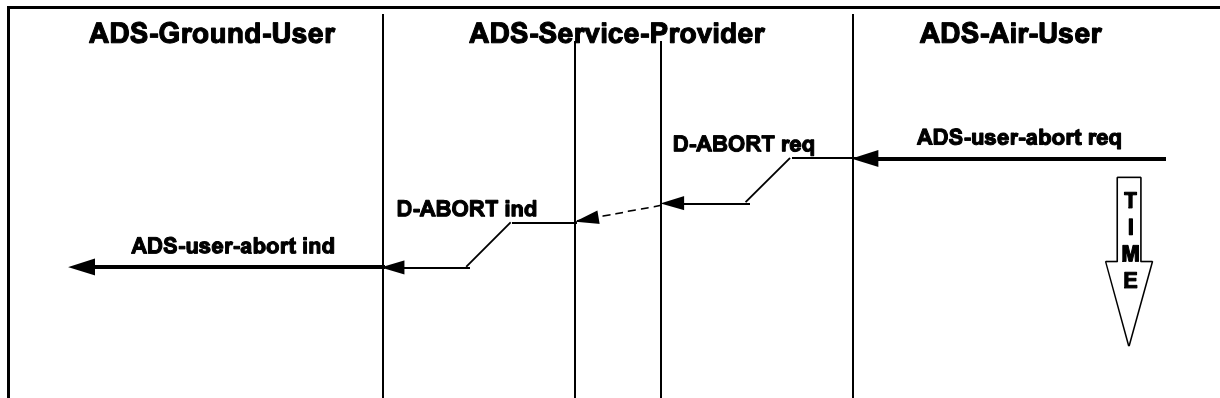 ADS-Ground-User
ADS-Service-Provider
ADS-Air-User
ADS-user-abort req
D-ABORT req
D-ABORT ind
ADS-user-abort ind
TIME